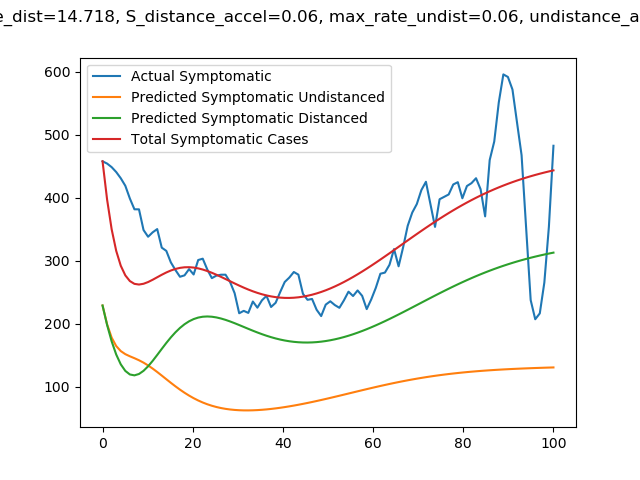 e_dist=14.718, S_distance_accel=0.06, max_rate_undist=0.06, undistance_a
Actual Symptomatic
Predicted Symptomatic Undistanced
Predicted Symptomatic Distanced
Total Symptomatic Cases
600
500
400
300
200
100
0 20 40 60 80 100